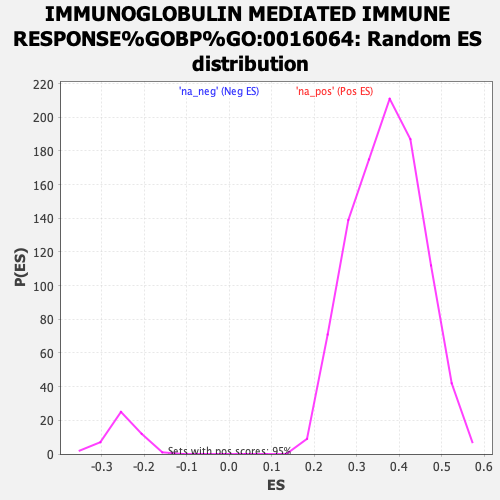 IMMUNOGLOBULIN MEDIATED IMMUNE
RESPONSE%GOBP%GO:0016064: Random ES
distribution
'na_neg' (Neg ES)
'na_pos' (Pos ES)
220
200
180
160
140
120
100
80
60
40
20
0
P(ES)
Sets with pos scores: 95%
-0.3 -0.2 -0.1 0.0 0.1 0.2 0.3 0.4 0.5 0.6
ES